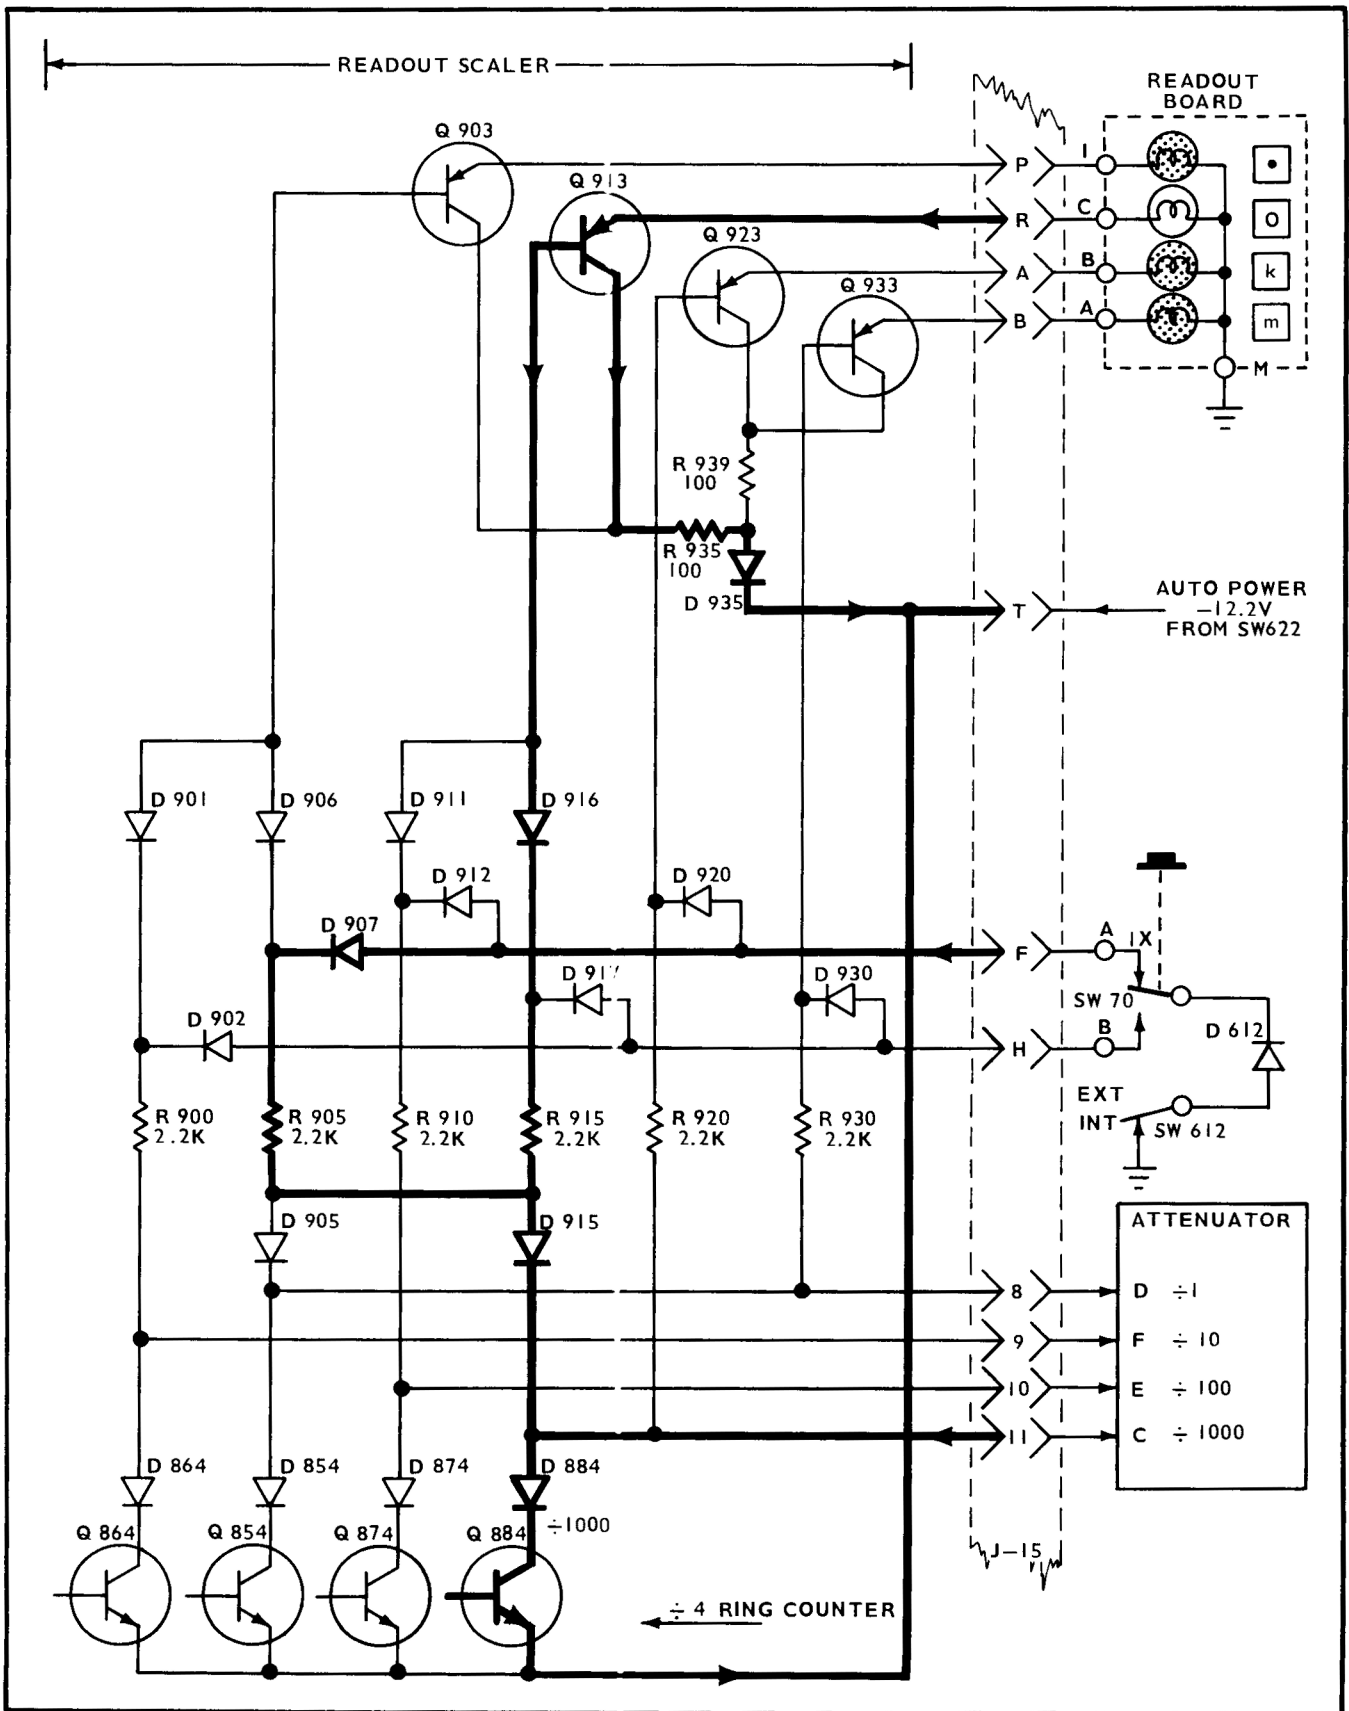 READOUT SCALER
READOUT
BOARD
Q 903
Q 913
Q 923
Q 933
P
I
R
C
O
A
B
k
B
A
m
M
R 939
100
R 935
100
D 935
T
AUTO POWER
-12.2V
FROM SW622
D 901
D 906
D 911
D 916
D 912
D 920
D 907
F
A
1X
D 917
D 930
SW 70
D 902
H
B
D 612
R 900
2.2K
R 905
2.2K
R 910
2.2K
R 915
2.2K
R 920
2.2K
R 930
2.2K
EXT
INT
SW 612
D 905
D 915
ATTENUATOR
8
D ÷1
9
F ÷ 10
10
E ÷ 100
11
C ÷ 1000
D 864
D 854
D 874
D 884
÷1000
Q 864
Q 854
Q 874
Q 884
J-15
÷ 4 RING COUNTER